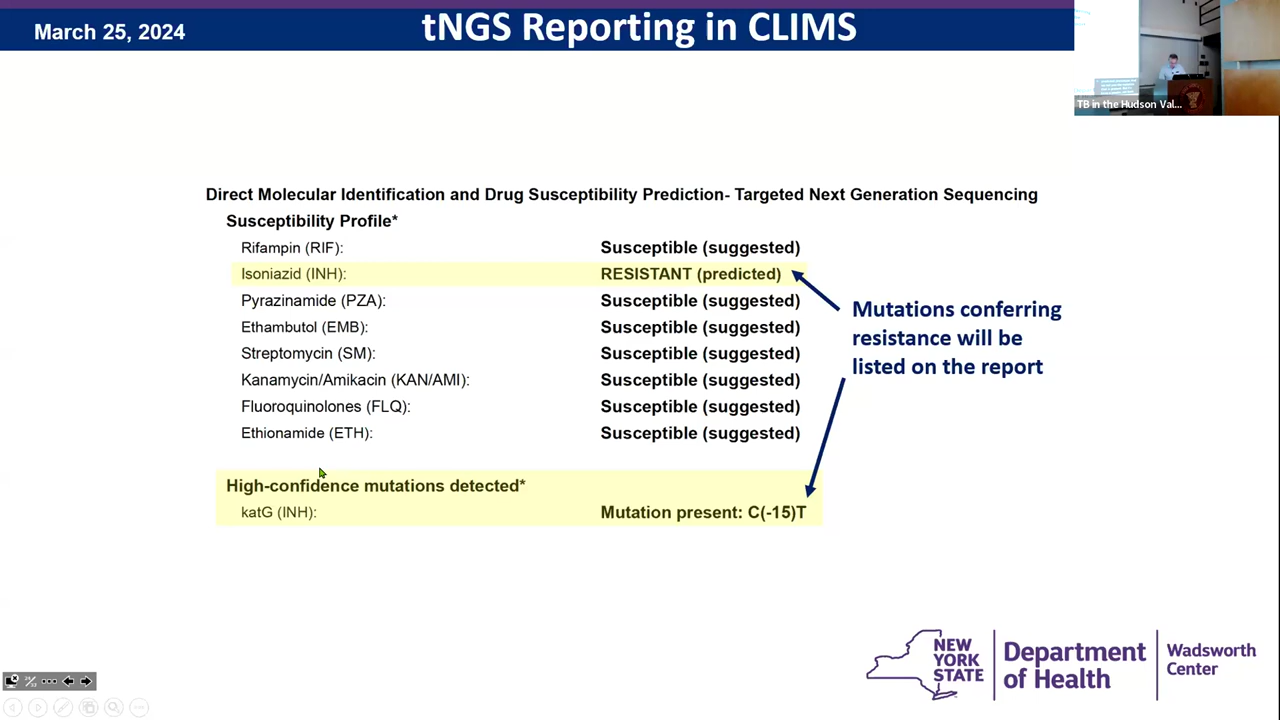 March 25, 2024
tNGS Reporting in CLIMS
TB in the Hudson Val...
Direct Molecular Identification and Drug Susceptibility Prediction- Targeted Next Generation Sequencing
Susceptibility Profile*
Rifampin (RIF): Susceptible (suggested)
Isoniazid (INH): RESISTANT (predicted)
Pyrazinamide (PZA): Susceptible (suggested)
Ethambutol (EMB): Susceptible (suggested)
Streptomycin (SM): Susceptible (suggested)
Kanamycin/Amikacin (KAN/AMI): Susceptible (suggested)
Fluoroquinolones (FLQ): Susceptible (suggested)
Ethionamide (ETH): Susceptible (suggested)
Mutations conferring
resistance will be
listed on the report
High-confidence mutations detected*
katG (INH): Mutation present: C(-15)T
NEW
YORK
STATE
Department
of Health
Wadsworth
Center